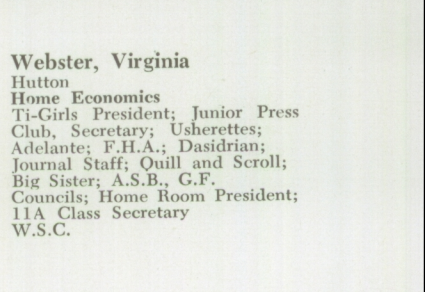 Webster, Virginia
Hutton
Home Economics
Ti-Girls President; Junior Press
Club, Secretary; Usherettes;
Adelante; F.H.A.; Dasidrian;
Journal Staff; Quill and Scroll;
Big Sister; A.S.B., G.F.
Councils; Home Room President;
11A Class Secretary
W.S.C.